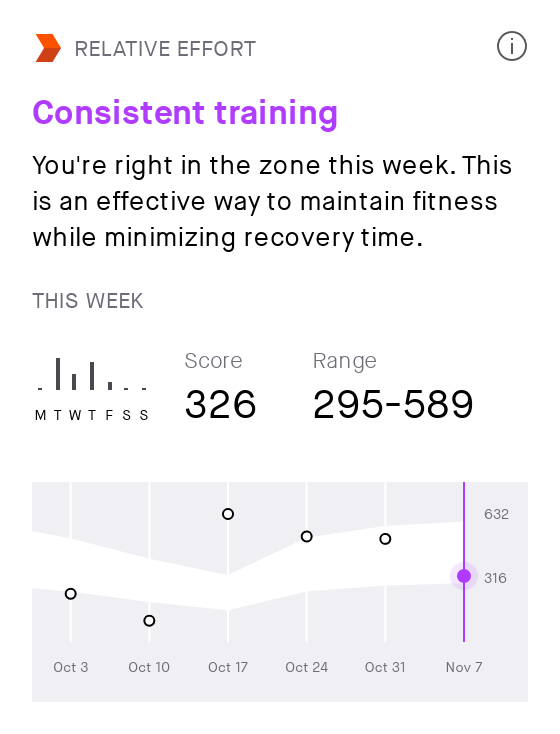 RELATIVE EFFORT
Consistent training
You're right in the zone this week. This
is an effective way to maintain fitness
while minimizing recovery time.
THIS WEEK
Score Range
326 295-589
M T W T F S S
632
316
Oct 3 Oct 10 Oct 17 Oct 24 Oct 31 Nov 7